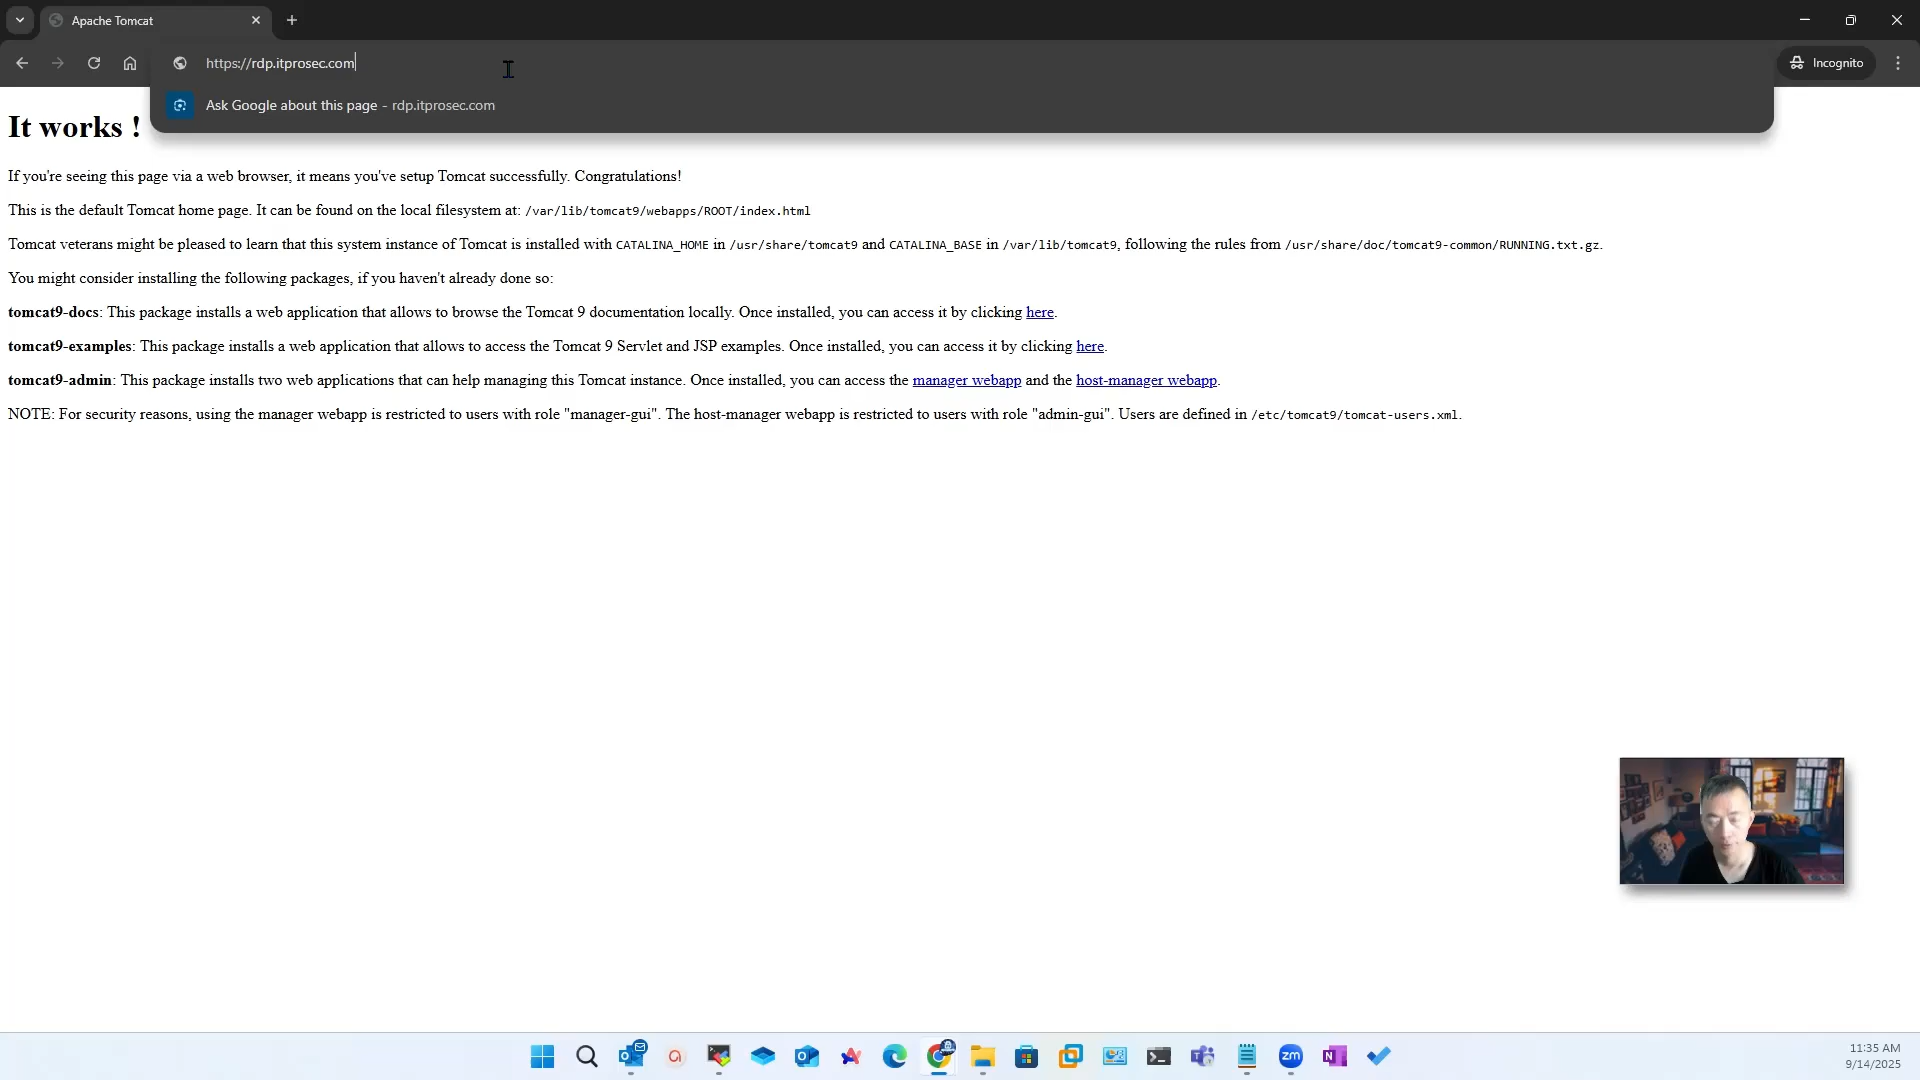 Apache Tomcat
https://rdp.itprosec.com
Incognito
Ask Google about this page - rdp.itprosec.com
It works !
If you're seeing this page via a web browser, it means you've setup Tomcat successfully. Congratulations!
This is the default Tomcat home page. It can be found on the local filesystem at: /var/lib/tomcat9/webapps/ROOT/index.html
Tomcat veterans might be pleased to learn that this system instance of Tomcat is installed with CATALINA_HOME in /usr/share/tomcat9 and CATALINA_BASE in /var/lib/tomcat9, following the rules from /usr/share/doc/tomcat9-common/RUNNING.txt.gz.
You might consider installing the following packages, if you haven't already done so:
tomcat9-docs: This package installs a web application that allows to browse the Tomcat 9 documentation locally. Once installed, you can access it by clicking here.
tomcat9-examples: This package installs a web application that allows to access the Tomcat 9 Servlet and JSP examples. Once installed, you can access it by clicking here.
tomcat9-admin: This package installs two web applications that can help managing this Tomcat instance. Once installed, you can access the manager webapp and the host-manager webapp.
NOTE: For security reasons, using the manager webapp is restricted to users with role "manager-gui". The host-manager webapp is restricted to users with role "admin-gui". Users are defined in /etc/tomcat9/tomcat-users.xml.
zm
11:35 AM
9/14/2025